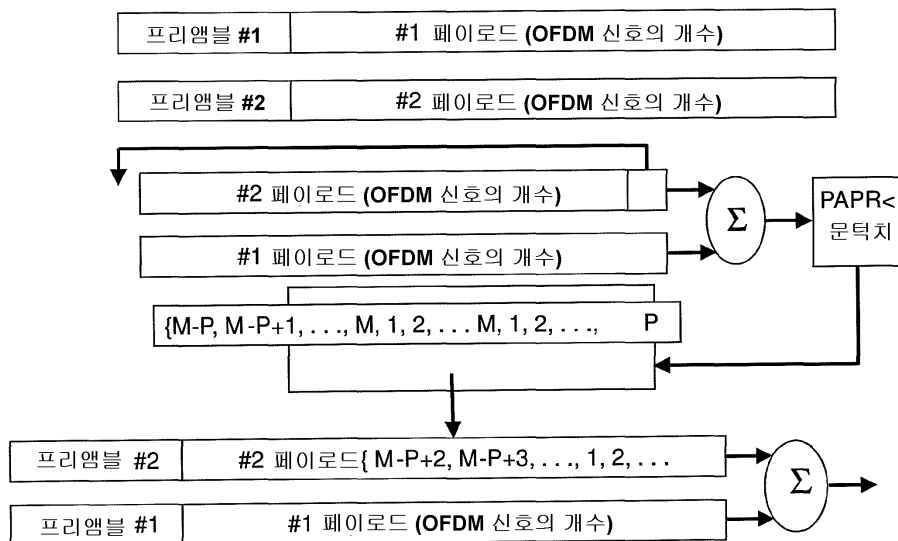 프리앰블 #1 #1 페이로드 (OFDM 신호의 개수)
프리앰블 #2 #2 페이로드 (OFDM 신호의 개수)
#2 페이로드 (OFDM 신호의 개수)
#1 페이로드 (OFDM 신호의 개수)
Σ
PAPR<
문턱치
{M-P, M-P+1, . . ., M, 1, 2, . . . M, 1, 2, . . ., P
프리앰블 #2 #2 페이로드{ M-P+2, M-P+3, . . ., 1, 2, . . .
프리앰블 #1 #1 페이로드 (OFDM 신호의 개수)
Σ